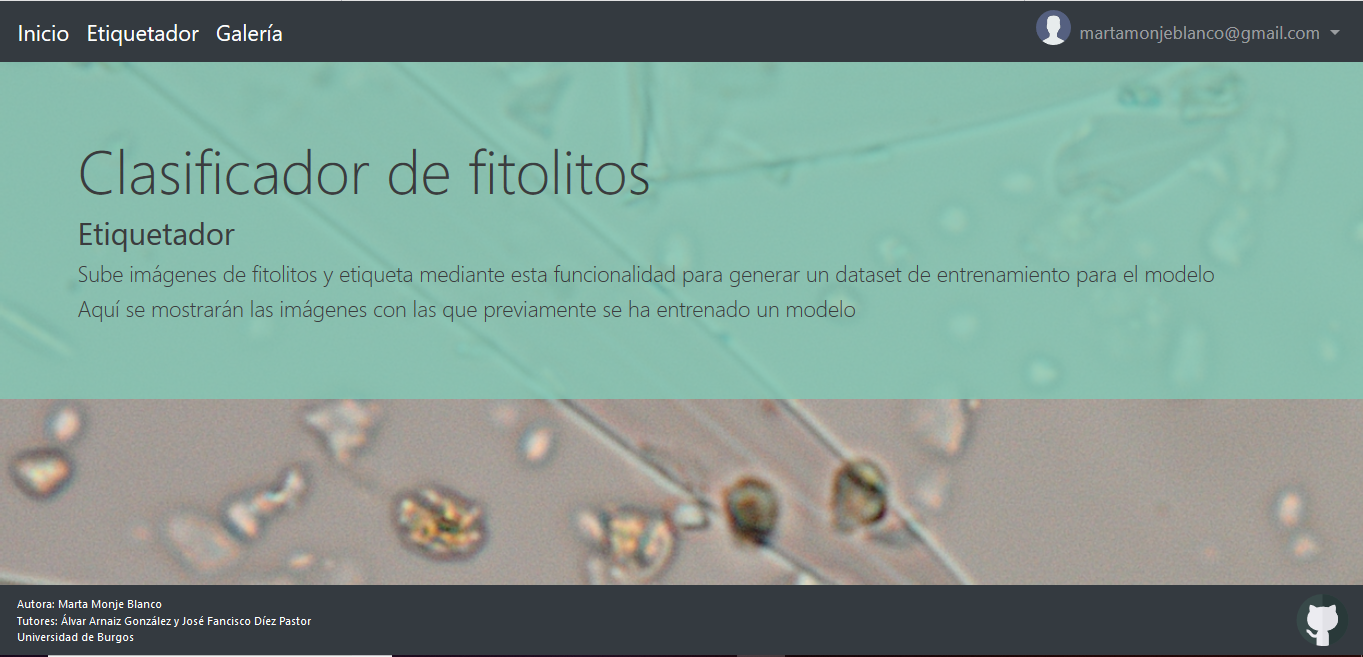 Inicio Etiquetador Galería martamonjeblanco@gmail.com
Clasificador de fitolitos
Etiquetador
Sube imágenes de fitolitos y etiqueta mediante esta funcionalidad para generar un dataset de entrenamiento para el modelo
Aquí se mostrarán las imágenes con las que previamente se ha entrenado un modelo
Autora: Marta Monje Blanco
Tutores: Álvar Arnaiz González y José Fancisco Díez Pastor
Universidad de Burgos